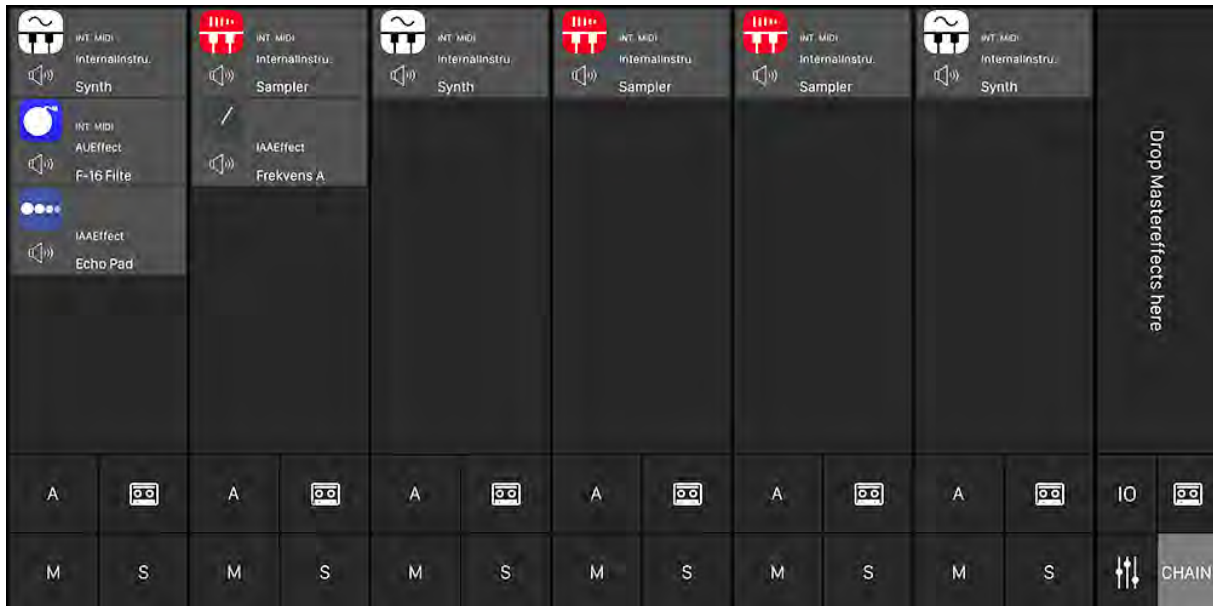 INT. MIDI
InternalInstru.
Synth
INT. MIDI
AUEffect
F-16 Filte
IAAEffect
Echo Pad
INT. MIDI
InternalInstru.
Sampler
IAAEffect
Frekvens A
INT. MIDI
InternalInstru.
Synth
INT. MIDI
InternalInstru.
Sampler
INT. MIDI
InternalInstru.
Sampler
INT. MIDI
InternalInstru.
Synth
Drop Mastereffects here
A A A A A A IO
M S M S M S M S M S M S CHAIN